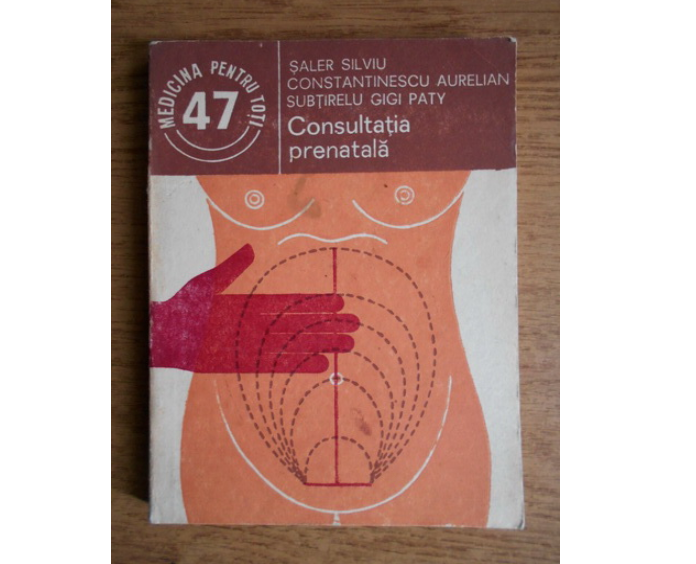 MEDICINA PENTRU TOȚI
47
ȘALER SILVIU
CONSTANTINESCU AURELIAN
SUBȚIRELU GIGI PATY
Consultația
prenatală